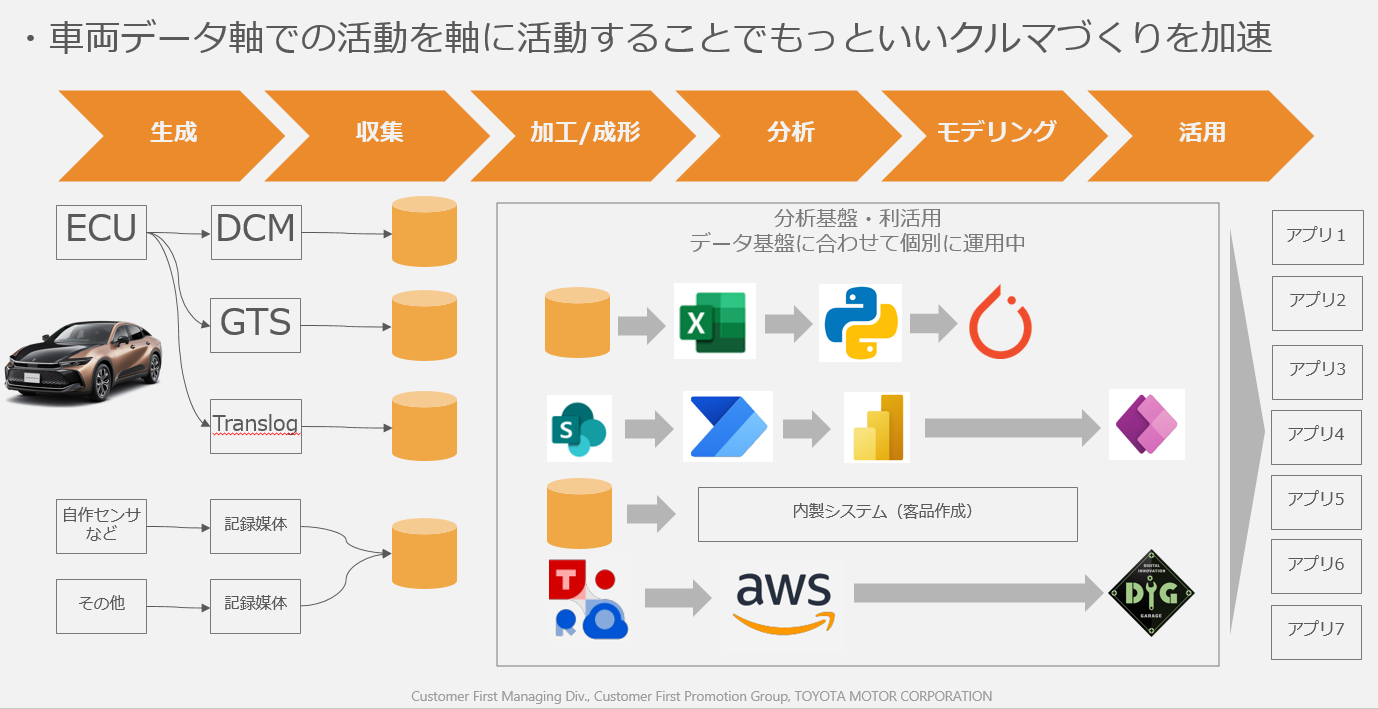 ・車両データ軸での活動を軸に活動することでもっといいクルマづくりを加速
生成
収集
加工/成形
分析
モデリング
活用
ECU
DCM
GTS
Translog
自作センサ
など
記録媒体
その他
記録媒体
分析基盤・利活用
データ基盤に合わせて個別に運用中
X
S
内製システム（客品作成）
T
R
aws
DIGITAL
INNOVATION
DIG
GARAGE
アプリ１
アプリ2
アプリ3
アプリ4
アプリ5
アプリ6
アプリ7
Customer First Managing Div., Customer First Promotion Group, TOYOTA MOTOR CORPORATION